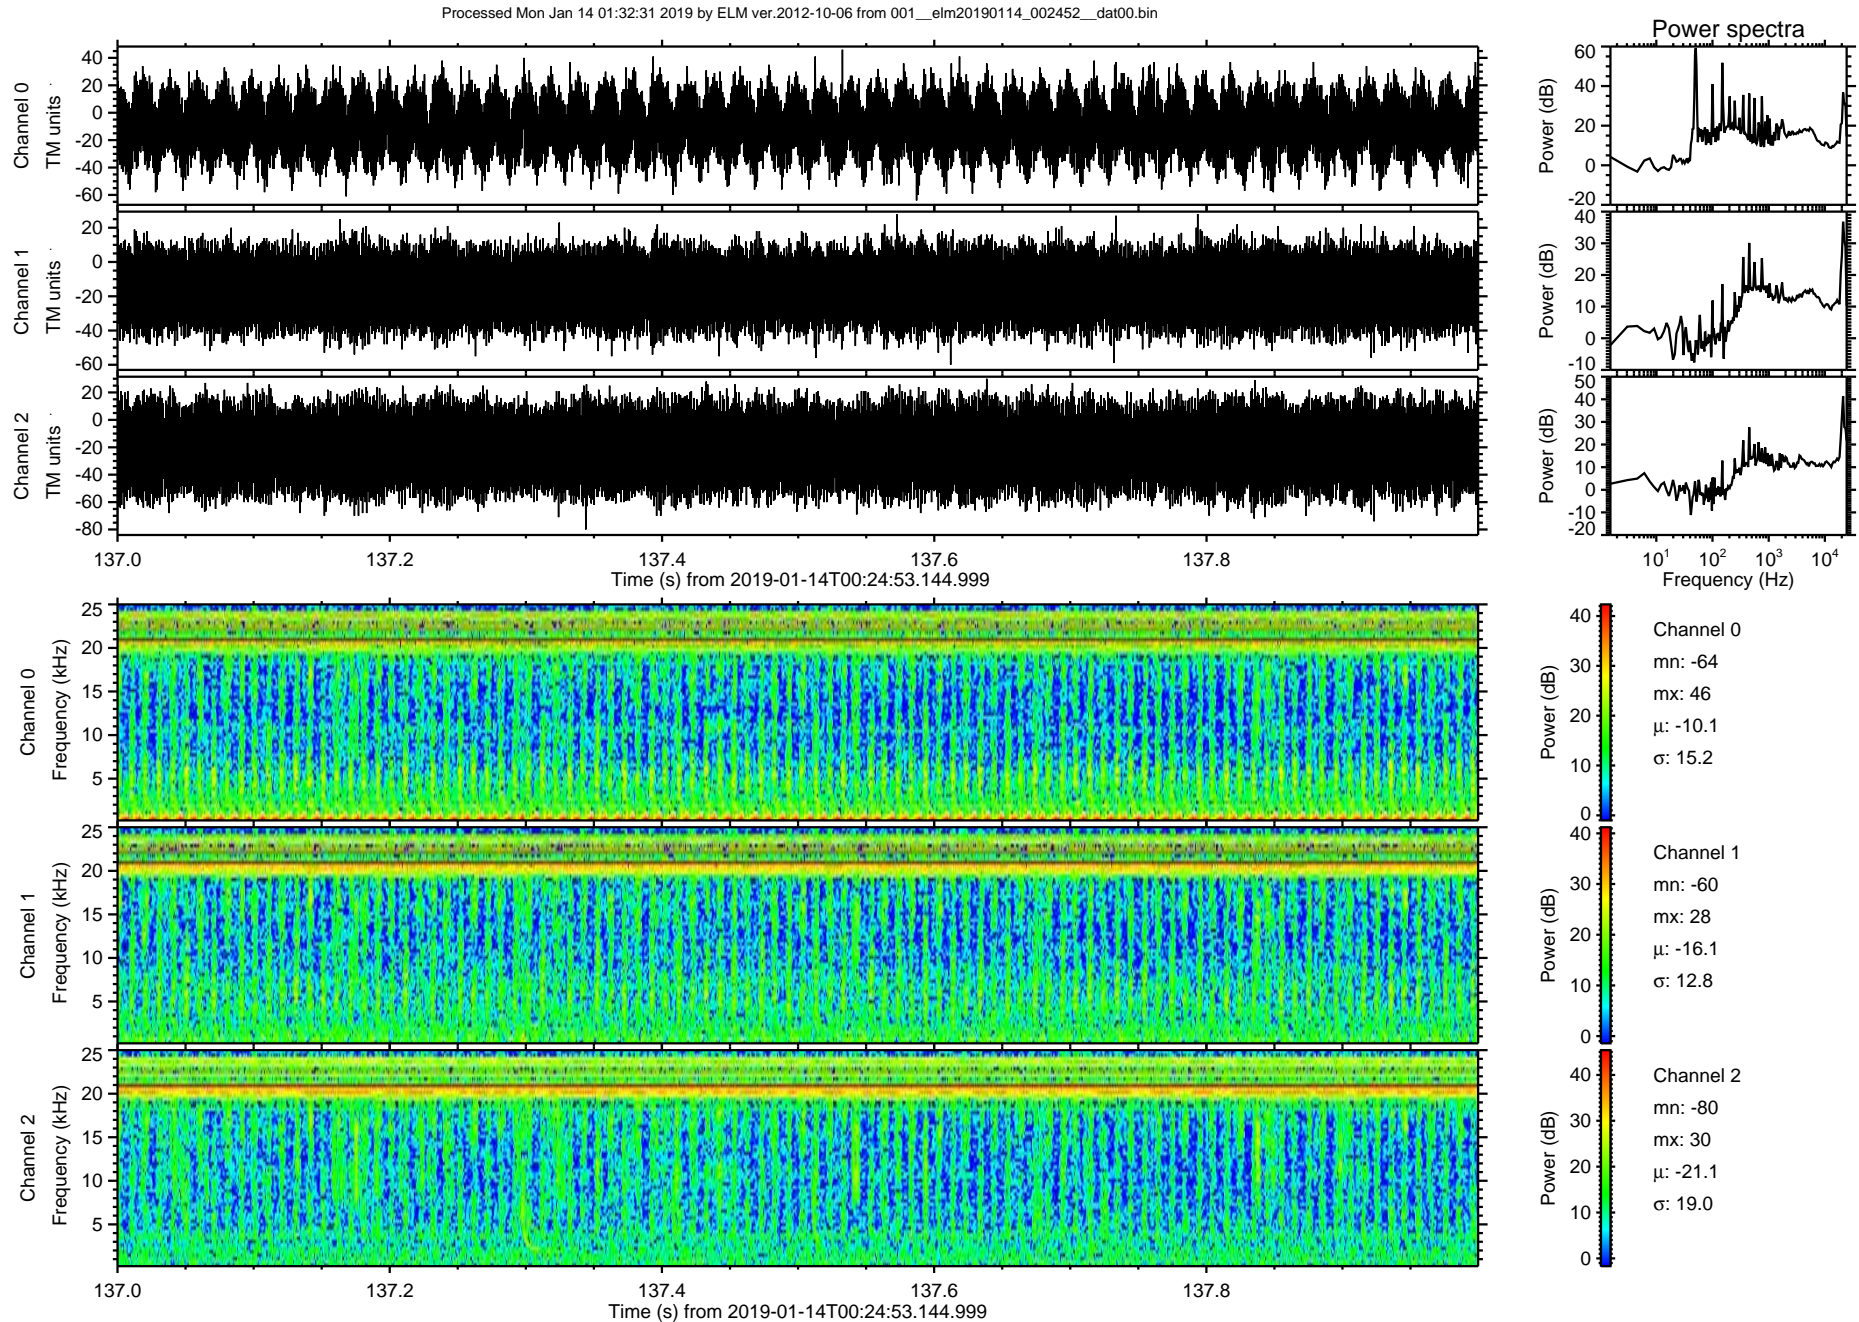 Processed Mon Jan 14 01:32:31 2019 by ELM ver.2012-10-06 from 001__elm20190114_002452__dat00.bin
Power spectra
Channel 0
TM units
40
20
0
-20
-40
-60
Power (dB)
60
40
20
0
-20
Channel 1
TM units
20
0
-20
-40
-60
Power (dB)
40
30
20
10
0
-10
Channel 2
TM units
20
0
-20
-40
-60
-80
Power (dB)
50
40
30
20
10
0
-10
-20
137.0 137.2 137.4 137.6 137.8
Time (s) from 2019-01-14T00:24:53.144.999
10¹ 10² 10³ 10⁴
Frequency (Hz)
Channel 0
Frequency (kHz)
25
20
15
10
5
Power (dB)
40
30
20
10
0
Channel 0
mn: -64
mx: 46
μ: -10.1
σ: 15.2
Channel 1
Frequency (kHz)
25
20
15
10
5
Power (dB)
40
30
20
10
0
Channel 1
mn: -60
mx: 28
μ: -16.1
σ: 12.8
Channel 2
Frequency (kHz)
25
20
15
10
5
Power (dB)
40
30
20
10
0
Channel 2
mn: -80
mx: 30
μ: -21.1
σ: 19.0
137.0 137.2 137.4 137.6 137.8
Time (s) from 2019-01-14T00:24:53.144.999